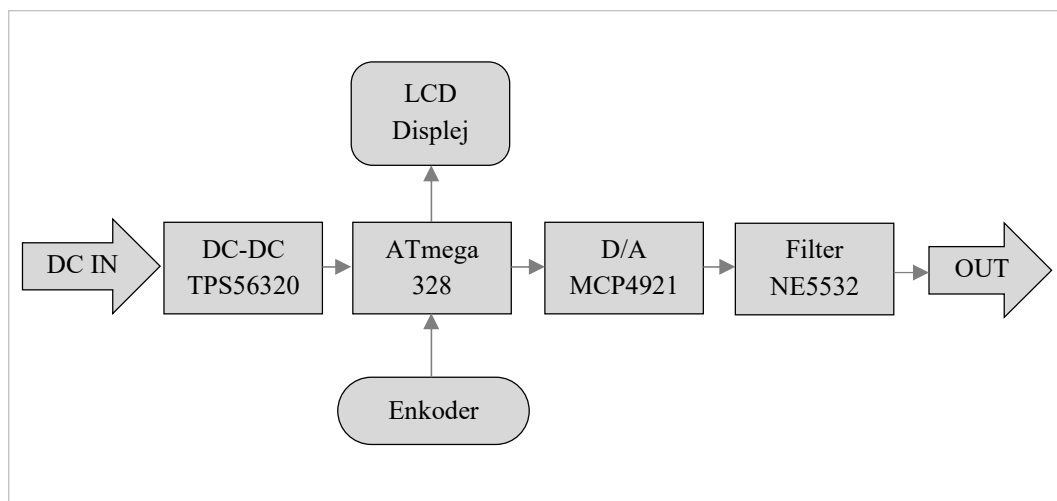 LCD
Displej
DC IN
DC-DC
TPS56320
ATmega
328
D/A
MCP4921
Filter
NE5532
OUT
Enkoder